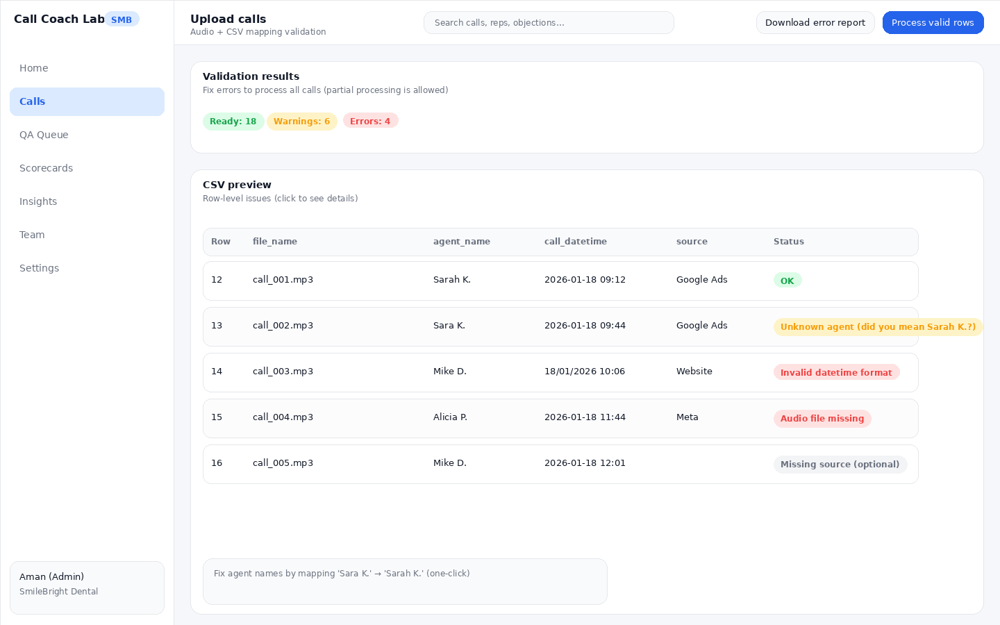 Call Coach Lab SMB
Home
Calls
QA Queue
Scorecards
Insights
Team
Settings
Aman (Admin)
SmileBright Dental
Upload calls
Audio + CSV mapping validation
Search calls, reps, objections...
Download error report
Process valid rows
Validation results
Fix errors to process all calls (partial processing is allowed)
Ready: 18 Warnings: 6 Errors: 4
CSV preview
Row-level issues (click to see details)
Row file_name agent_name call_datetime source Status
12 call_001.mp3 Sarah K. 2026-01-18 09:12 Google Ads OK
13 call_002.mp3 Sara K. 2026-01-18 09:44 Google Ads Unknown agent (did you mean Sarah K.?)
14 call_003.mp3 Mike D. 18/01/2026 10:06 Website Invalid datetime format
15 call_004.mp3 Alicia P. 2026-01-18 11:44 Meta Audio file missing
16 call_005.mp3 Mike D. 2026-01-18 12:01 Missing source (optional)
Fix agent names by mapping 'Sara K.' → 'Sarah K.' (one-click)